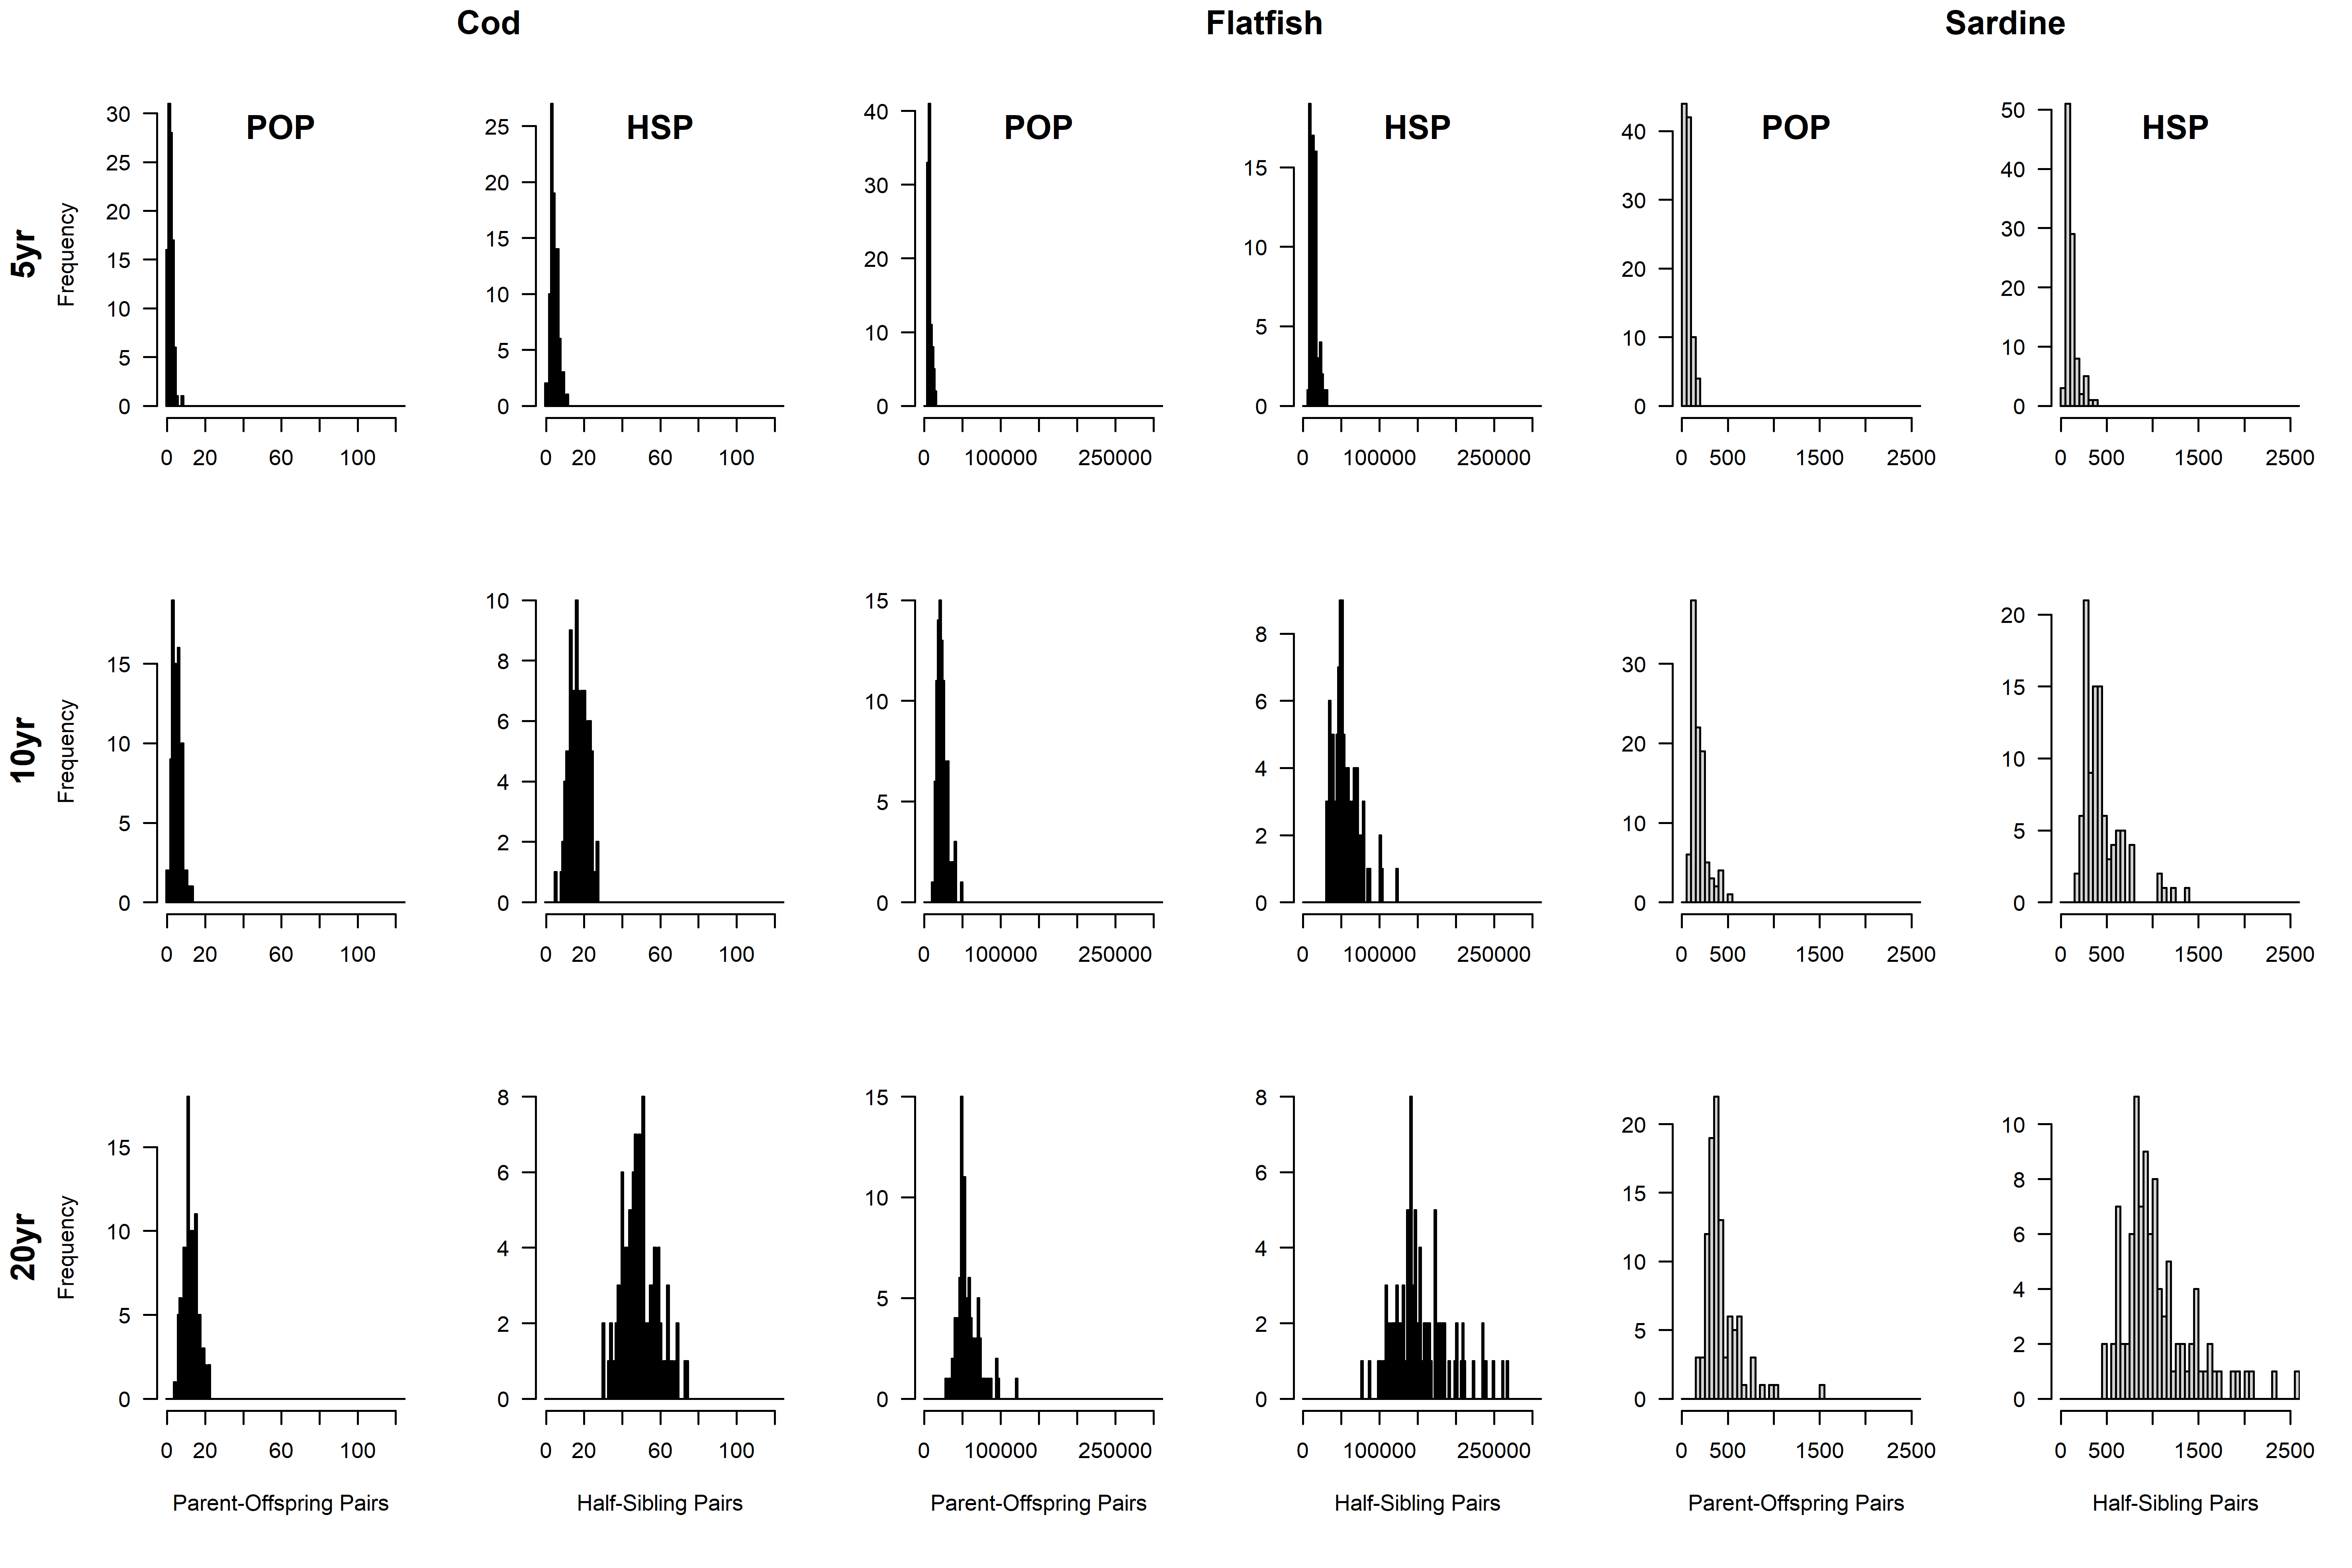 Cod Flatfish Sardine
POP HSP POP HSP POP HSP
5yr
Frequency
0 5 10 15 20 25 30
0 20 60 100
0 5 10 15 20 25
0 20 60 100
0 10 20 30 40
0 100000 250000
0 5 10 15
0 100000 250000
0 10 20 30 40
0 500 1500 2500
0 10 20 30 40 50
0 500 1500 2500
10yr
Frequency
0 5 10 15
0 20 60 100
0 2 4 6 8 10
0 20 60 100
0 5 10 15
0 100000 250000
0 2 4 6 8
0 100000 250000
0 10 20 30
0 500 1500 2500
0 5 10 15 20
0 500 1500 2500
20yr
Frequency
0 5 10 15
0 20 60 100
0 2 4 6 8
0 20 60 100
0 5 10 15
0 100000 250000
0 2 4 6 8
0 100000 250000
0 5 10 15 20
0 500 1500 2500
0 2 4 6 8 10
0 500 1500 2500
Parent-Offspring Pairs Half-Sibling Pairs Parent-Offspring Pairs Half-Sibling Pairs Parent-Offspring Pairs Half-Sibling Pairs